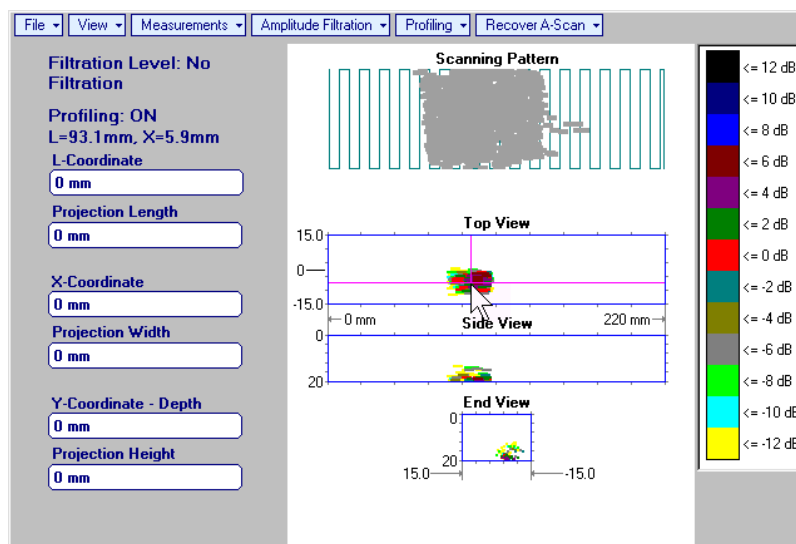 File View Measurements Amplitude Filtration Profiling Recover A-Scan
Filtration Level: No
Filtration
Profiling: ON
L=93.1mm, X=5.9mm
L-Coordinate
0 mm
Projection Length
0 mm
X-Coordinate
0 mm
Projection Width
0 mm
Y-Coordinate - Depth
0 mm
Projection Height
0 mm
Scanning Pattern
Top View
15.0
0
-15.0
0 mm
220 mm
Side View
0
20
End View
0
20
15.0
-15.0
<= 12 dB
<= 10 dB
<= 8 dB
<= 6 dB
<= 4 dB
<= 2 dB
<= 0 dB
<= -2 dB
<= -4 dB
<= -6 dB
<= -8 dB
<= -10 dB
<= -12 dB